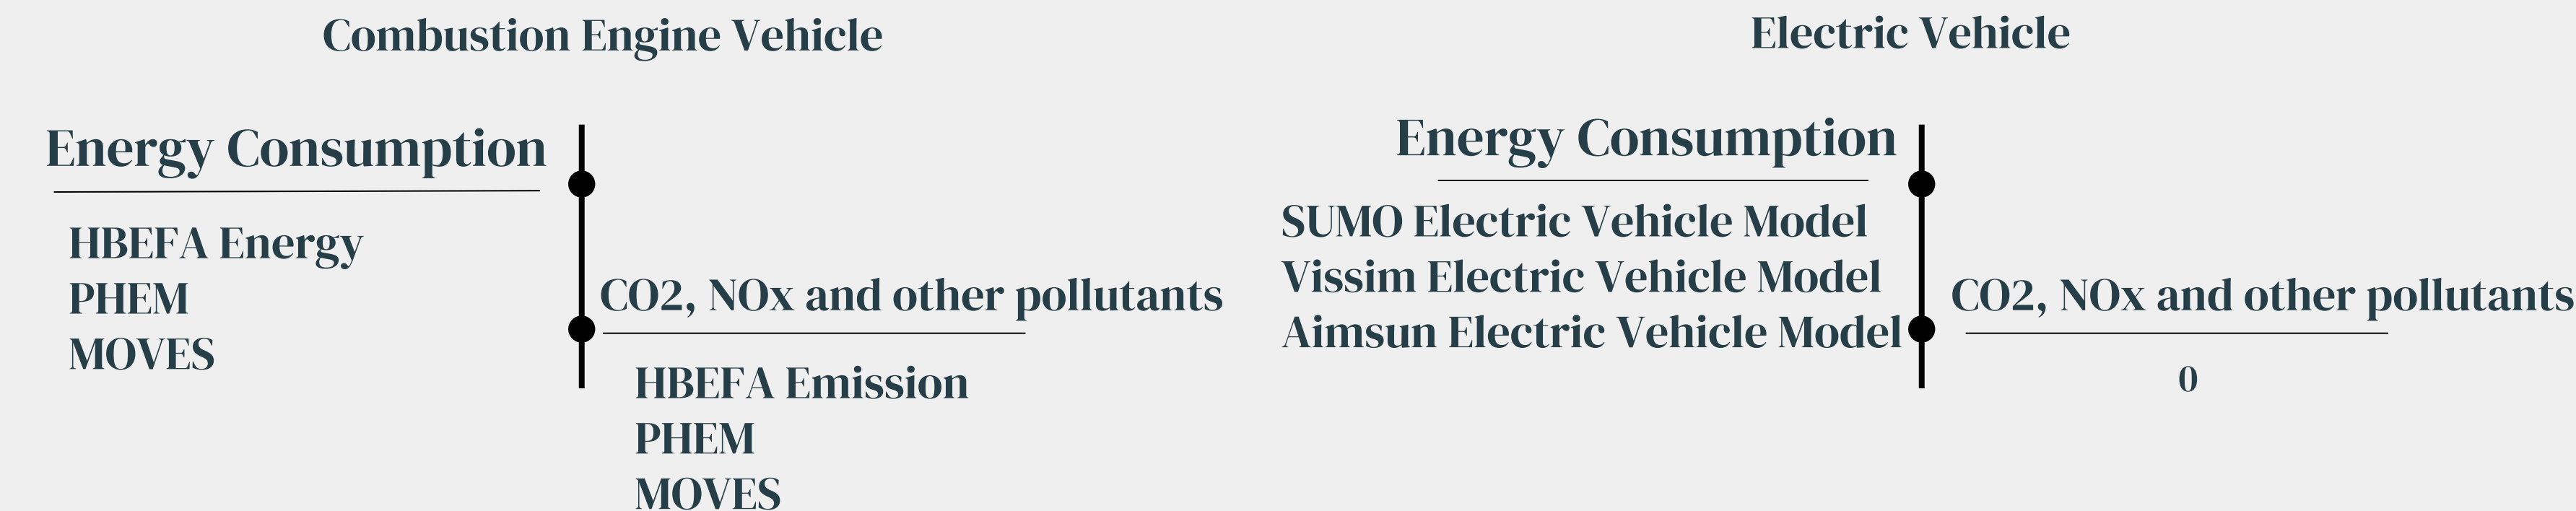 Combustion Engine Vehicle
Energy Consumption
HBEFA Energy
PHEM
MOVES
CO2, NOx and other pollutants
HBEFA Emission
PHEM
MOVES
Electric Vehicle
Energy Consumption
SUMO Electric Vehicle Model
Vissim Electric Vehicle Model
Aimsun Electric Vehicle Model
CO2, NOx and other pollutants
0